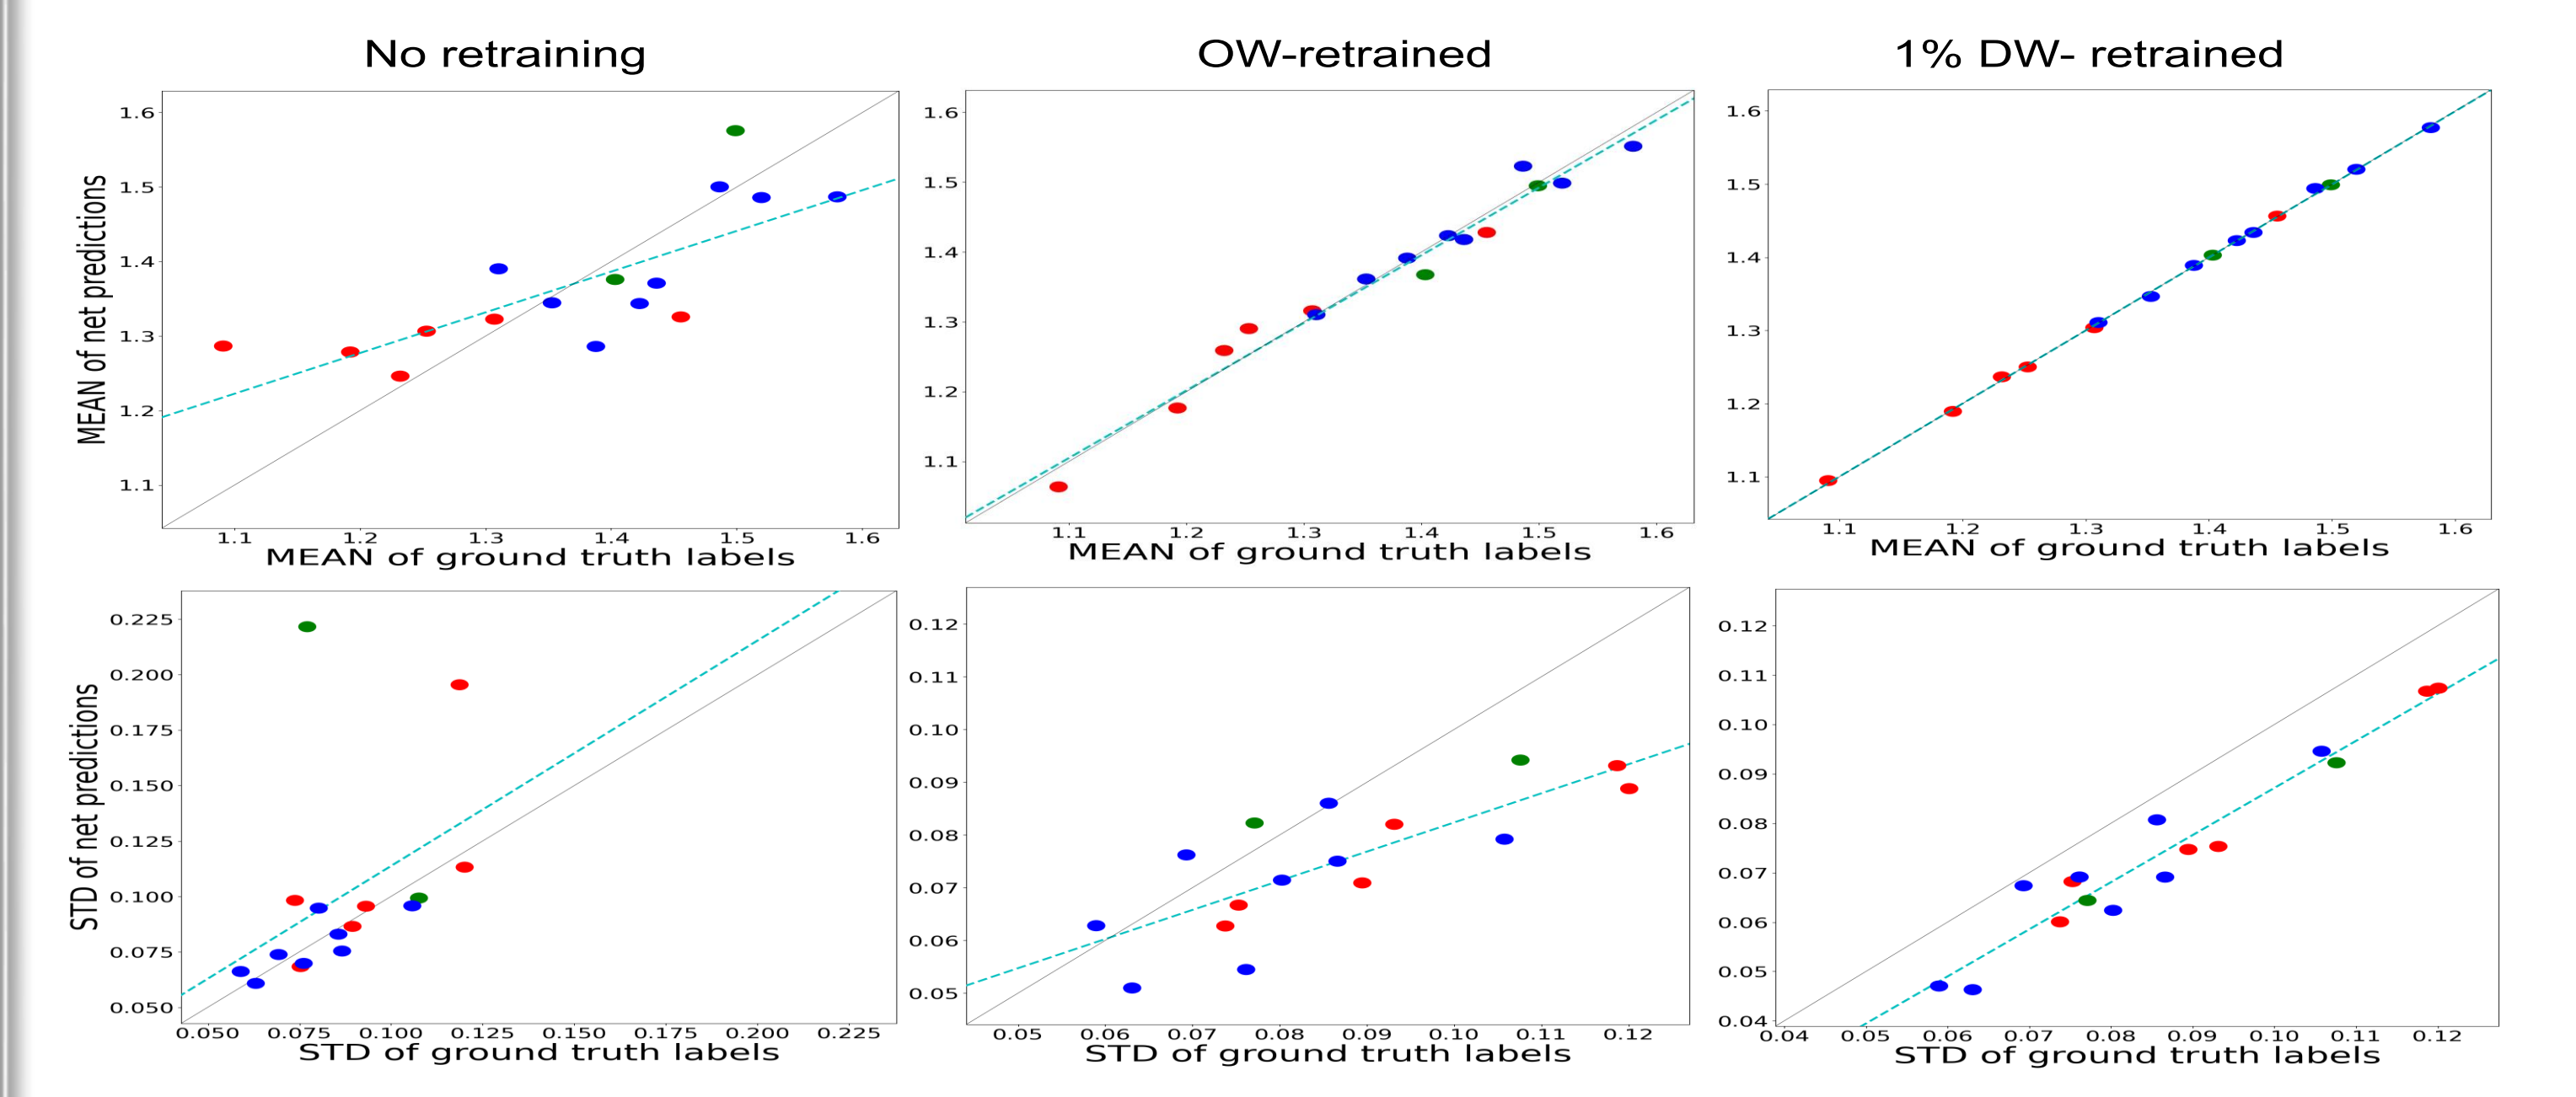 No retraining
OW-retrained
1% DW- retrained
MEAN of net predictions
1.6
1.5
1.4
1.3
1.2
1.1
1.1 1.2 1.3 1.4 1.5 1.6
MEAN of ground truth labels
1.6
1.5
1.4
1.3
1.2
1.1
1.1 1.2 1.3 1.4 1.5 1.6
MEAN of ground truth labels
1.6
1.5
1.4
1.3
1.2
1.1
1.1 1.2 1.3 1.4 1.5 1.6
MEAN of ground truth labels
STD of net predictions
0.225
0.200
0.175
0.150
0.125
0.100
0.075
0.050
0.050 0.075 0.100 0.125 0.150 0.175 0.200 0.225
STD of ground truth labels
0.12
0.11
0.10
0.09
0.08
0.07
0.06
0.05
0.05 0.06 0.07 0.08 0.09 0.10 0.11 0.12
STD of ground truth labels
0.12
0.11
0.10
0.09
0.08
0.07
0.06
0.05
0.04
0.04 0.05 0.06 0.07 0.08 0.09 0.10 0.11 0.12
STD of ground truth labels